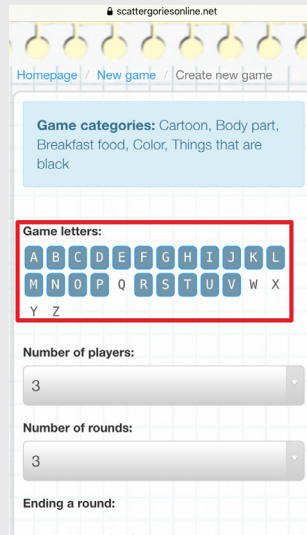 scattergoriesonline.net
Homepage / New game / Create new game
Game categories: Cartoon, Body part,
Breakfast food, Color, Things that are
black
Game letters:
A B C D E F G H I J K L
M N O P Q R S T U V W X
Y Z
Number of players:
3
Number of rounds:
3
Ending a round: